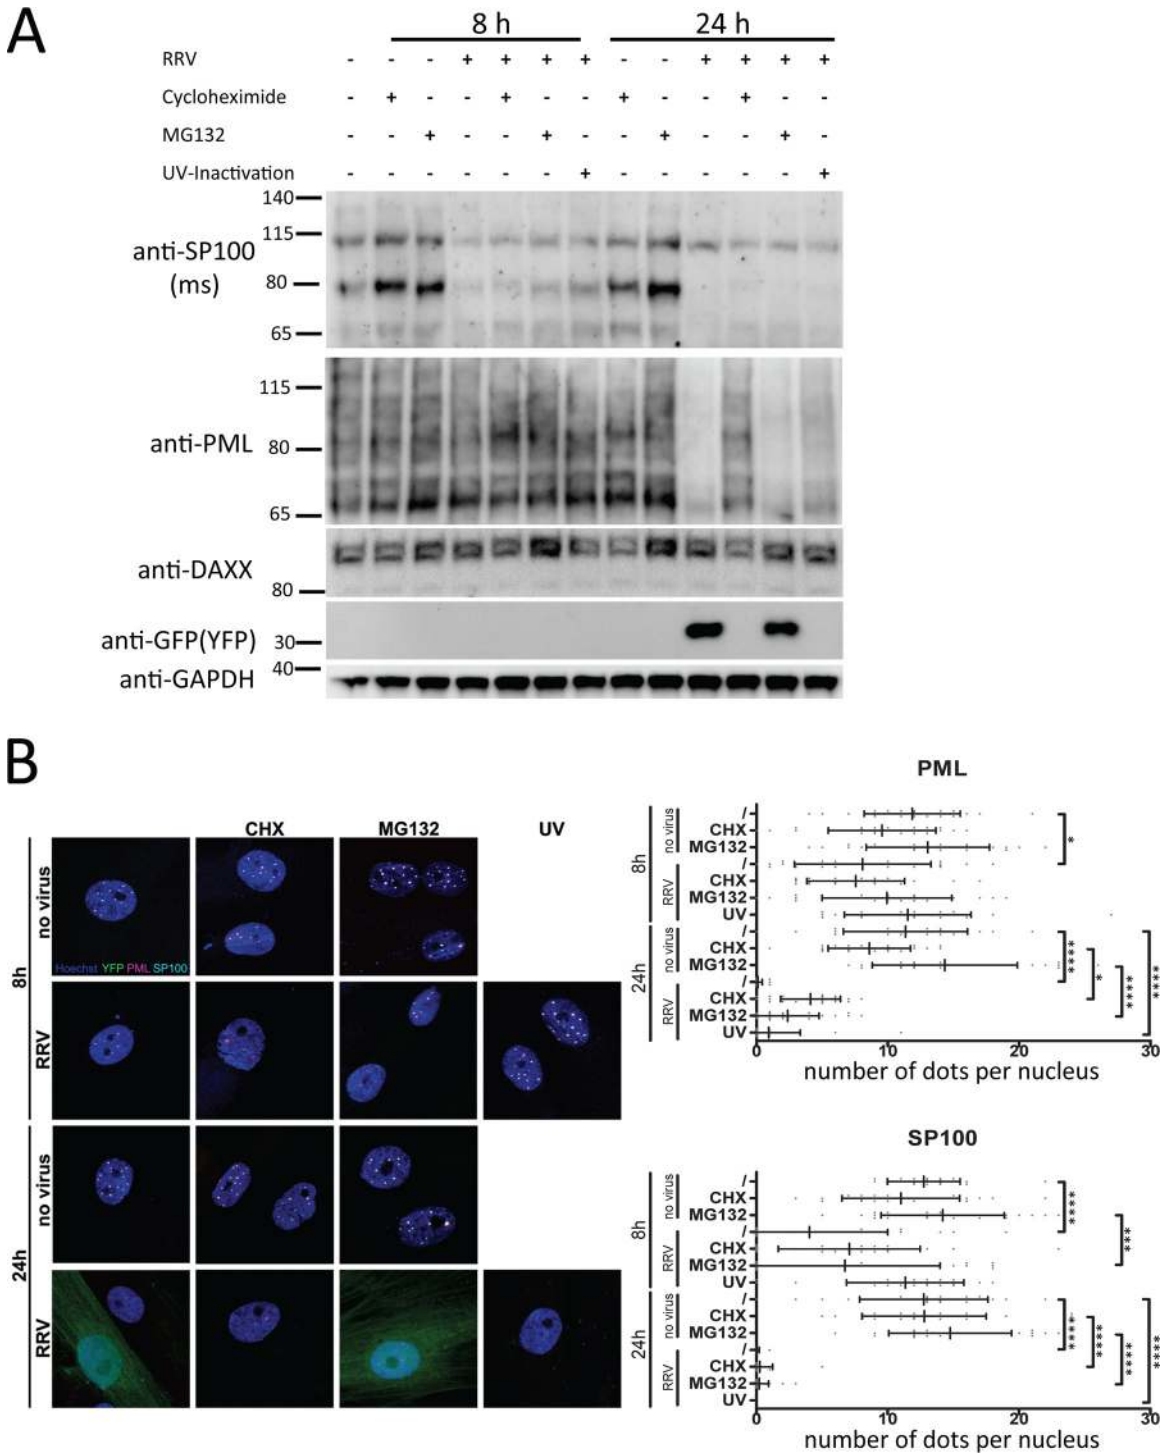 A
8 h 24 h
RRV - - - + + + + - - + + + +
Cycloheximide - + - - + - - + - - + - -
MG132 - - + - - + - - + - - + -
UV-Inactivation - - - - - - + - - - - - +
140
115
anti-SP100
(ms)
80
65
115
anti-PML
80
65
anti-DAXX
80
anti-GFP(YFP)
30
40
anti-GAPDH
B
CHX MG132 UV
8h
no virus
Hoechst YFP PML SP100
RRV
24h
no virus
RRV
PML
8h
no virus
/
CHX
MG132
*
RRV
/
CHX
MG132
UV
24h
no virus
/
CHX
MG132
RRV
/
CHX
MG132
UV
****
*
****
****
0 10 20 30
number of dots per nucleus
SP100
8h
no virus
/
CHX
MG132
RRV
/
CHX
MG132
UV
****
***
24h
no virus
/
CHX
MG132
RRV
/
CHX
MG132
UV
****
****
****
****
0 10 20 30
number of dots per nucleus